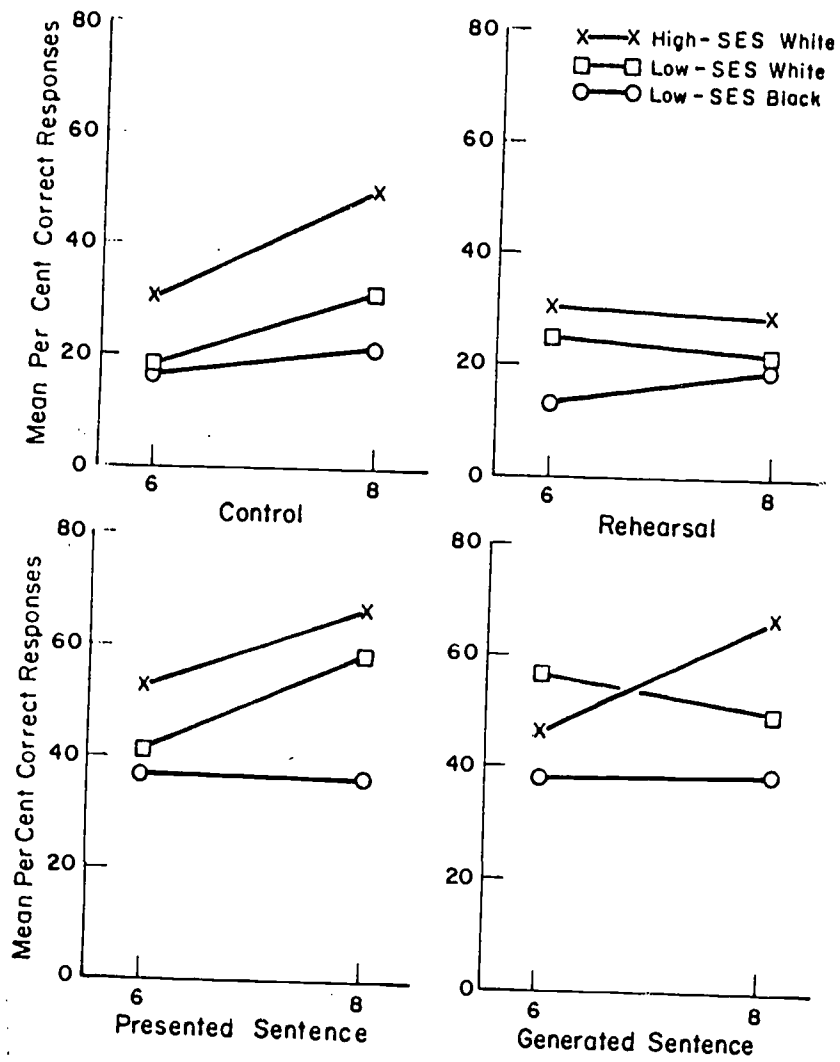 Mean Per Cent Correct Responses
80
60
40
20
0
6 8
Control
X—X High-SES White
□—□ Low-SES White
○—○ Low-SES Black
80
60
40
20
0
6 8
Rehearsal
Mean Per Cent Correct Responses
80
60
40
20
0
6 8
Presented Sentence
80
60
40
20
0
6 8
Generated Sentence